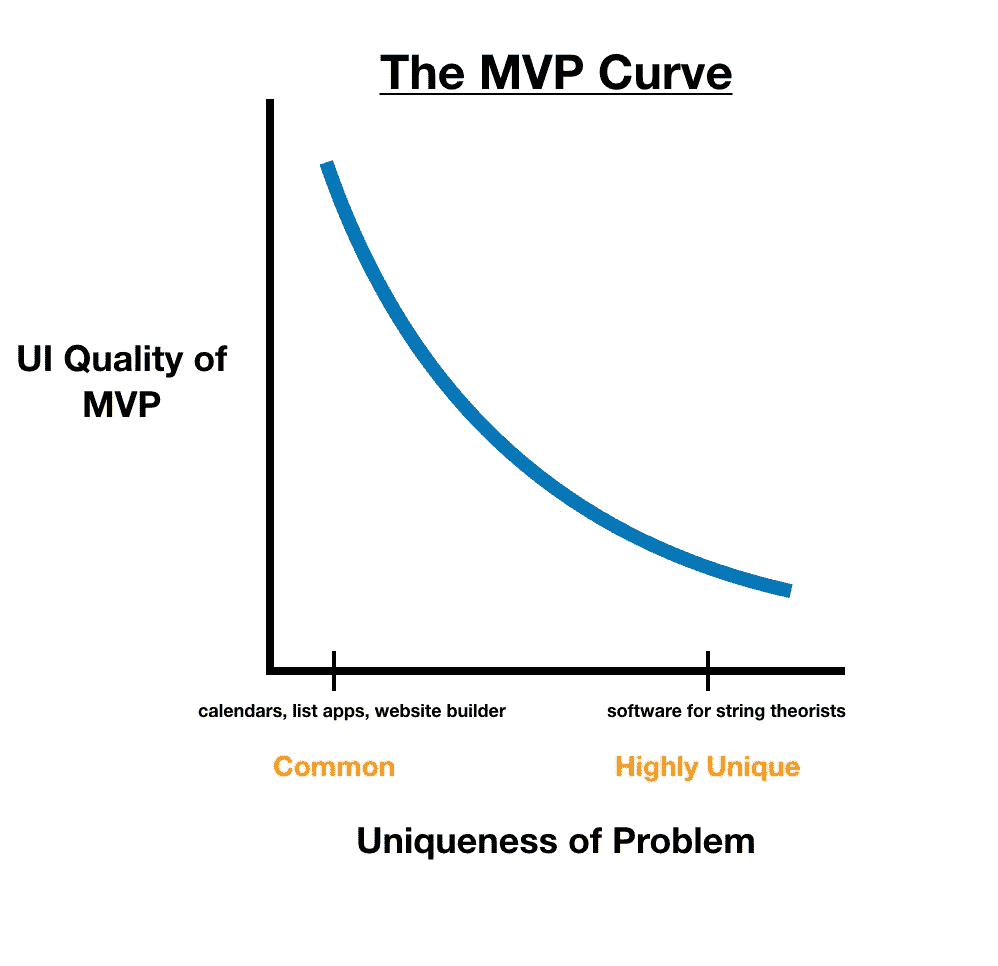 The MVP Curve
UI Quality of
MVP
calendars, list apps, website builder
software for string theorists
Common
Highly Unique
Uniqueness of Problem